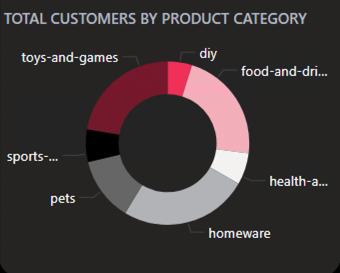 TOTAL CUSTOMERS BY PRODUCT CATEGORY
toys-and-games
diy
food-and-dri...
sports-...
health-a...
pets
homeware